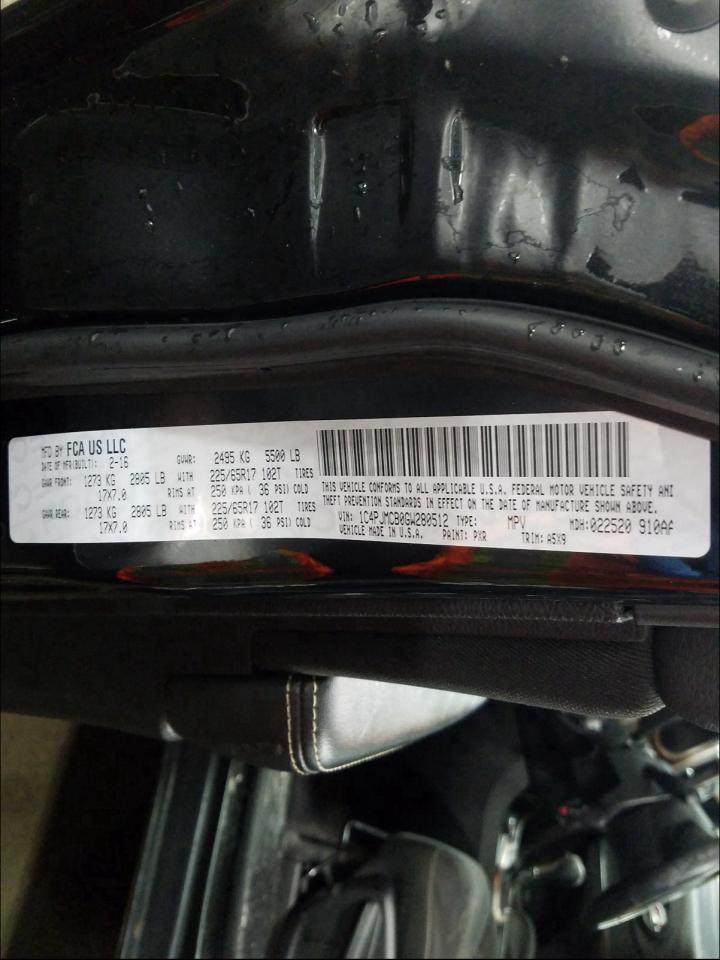 MFD BY FCA US LLC
DATE OF MFR(BUILT): 2-16 GVWR: 2495 KG 5500 LB
GAWR FRONT: 1273 KG 2805 LB WITH 225/65R17 102T TIRES
17X7.0 RIMS AT 250 KPA ( 36 PSI) COLD
GAWR REAR: 1273 KG 2805 LB WITH 225/65R17 102T TIRES
17X7.0 RIMS AT 250 KPA ( 36 PSI) COLD
THIS VEHICLE CONFORMS TO ALL APPLICABLE U.S.A. FEDERAL MOTOR VEHICLE SAFETY AND
THEFT PREVENTION STANDARDS IN EFFECT ON THE DATE OF MANUFACTURE SHOWN ABOVE.
VIN: 1C4PJMCB0GW280512 TYPE: MPV MDH: 022520 910AA
VEHICLE MADE IN U.S.A. PAINT: PXR TRIM: A5X9